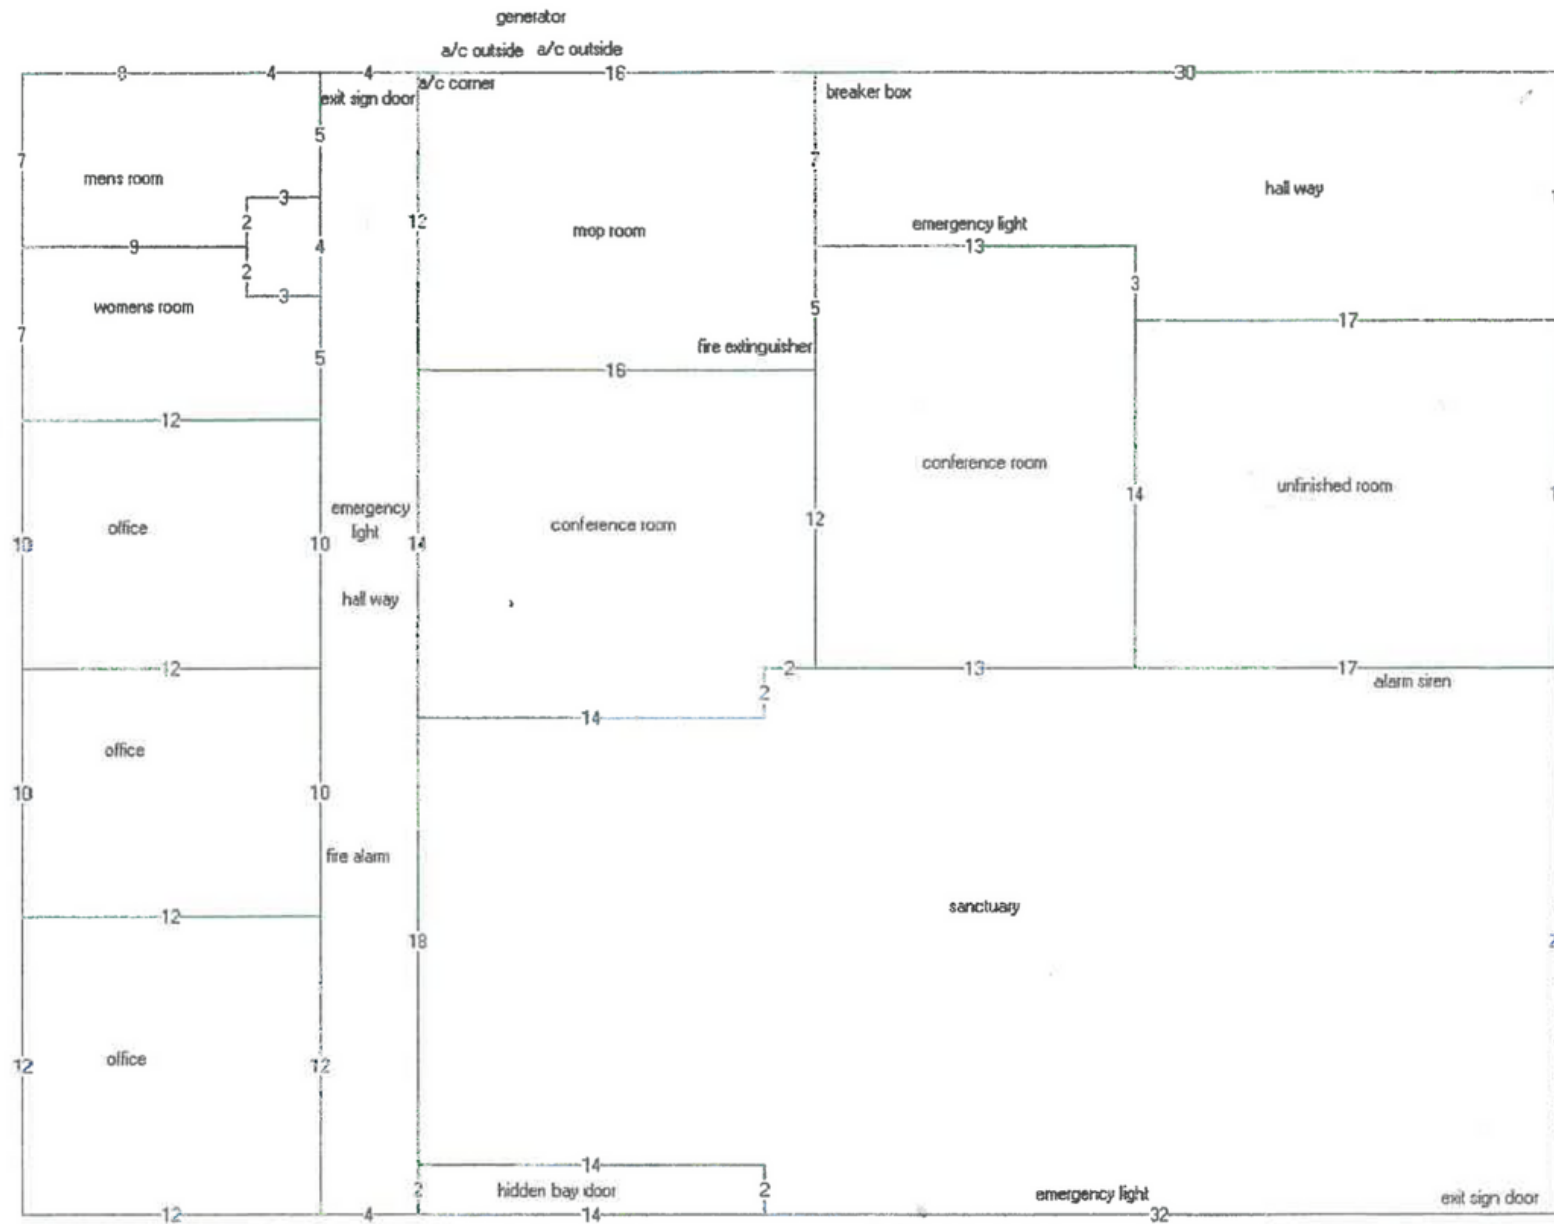 generator
a/c outside a/c outside
8 4 4 16 30
a/c corner
exit sign door
breaker box
5
7 7
mens room
hall way
3
2 12
emergency light
mop room
9 4 13
2
3 3
womens room
5
7 17
fire extinguisher
5
16
12
conference room
unfinished room
14
emergency
light
12
office
conference room
10 10 14
hall way
12 2 13 17
alarm siren
2
14
office
10 10
fire alarm
sanctuary
12
18
office
12 12
14
hidden bay door
2 2
emergency light
exit sign door
12 4 14 32